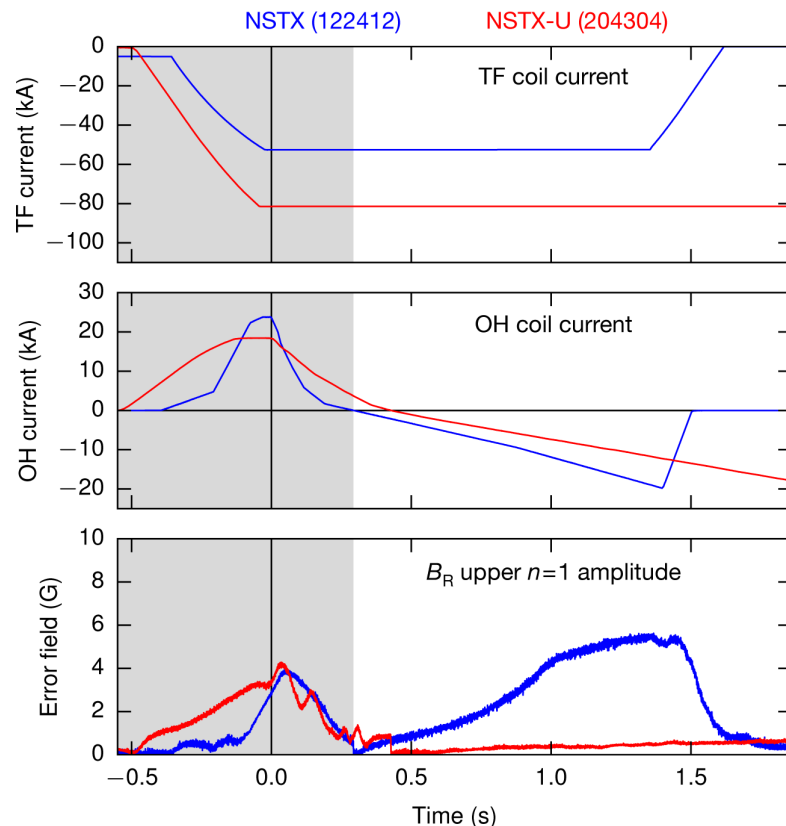 NSTX (122412) NSTX-U (204304)
TF coil current
TF current (kA)
0
−20
−40
−60
−80
−100
OH coil current
OH current (kA)
30
20
10
0
−10
−20
B_R upper n=1 amplitude
Error field (G)
10
8
6
4
2
0
−0.5 0.0 0.5 1.0 1.5
Time (s)